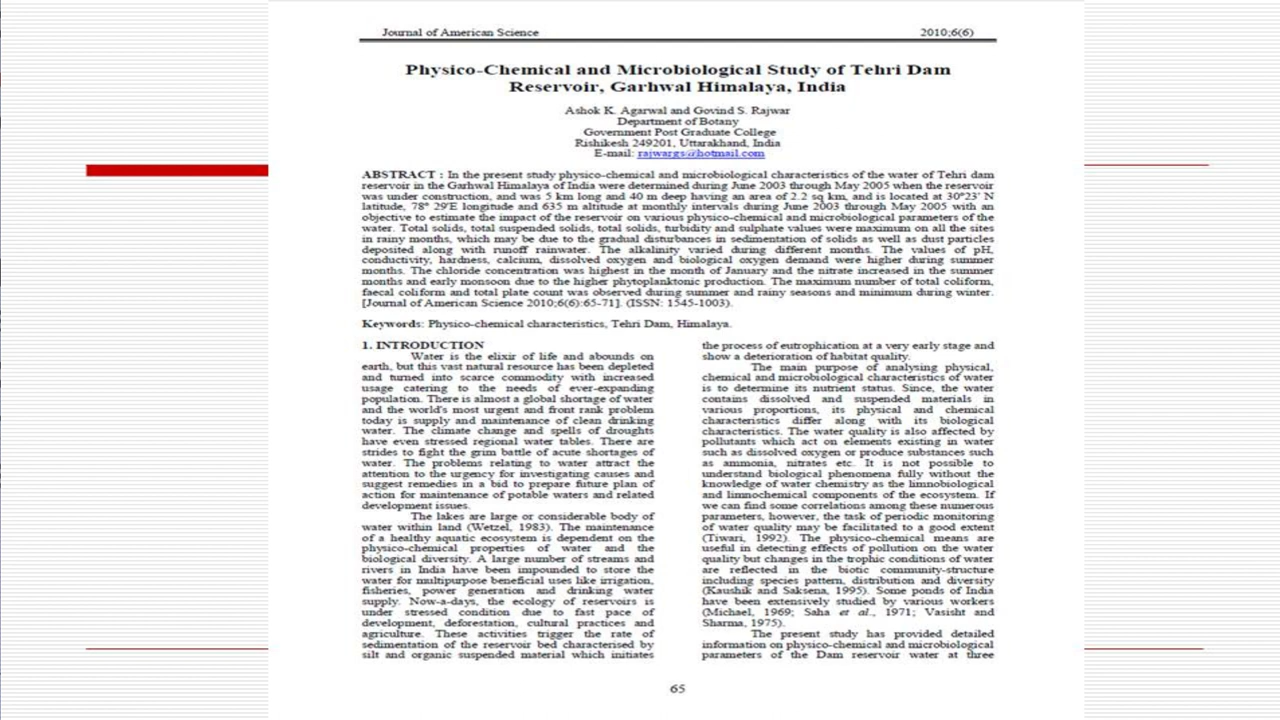 Journal of American Science 2010;6(6)
Physico-Chemical and Microbiological Study of Tehri Dam
Reservoir, Garhwal Himalaya, India
Ashok K. Agarwal and Govind S. Rajwar
Department of Botany
Government Post Graduate College
Rishikesh 249201, Uttarakhand, India
E-mail: rajwargs@hotmail.com
ABSTRACT : In the present study physico-chemical and microbiological characteristics of the water of Tehri dam
reservoir in the Garhwal Himalaya of India were determined during June 2003 through May 2005 when the reservoir
was under construction, and was 5 km long and 40 m deep having an area of 2.2 sq km, and is located at 30°23' N
latitude, 78° 29'E longitude and 635 m altitude at monthly intervals during June 2003 through May 2005 with an
objective to estimate the impact of the reservoir on various physico-chemical and microbiological parameters of the
water. Total solids, total suspended solids, total solids, turbidity and sulphate values were maximum on all the sites
in rainy months, which may be due to the gradual disturbances in sedimentation of solids as well as dust particles
deposited along with runoff rainwater. The alkalinity varied during different months. The values of pH,
conductivity, hardness, calcium, dissolved oxygen and biological oxygen demand were higher during summer
months. The chloride concentration was highest in the month of January and the nitrate increased in the summer
months and early monsoon due to the higher phytoplanktonic production. The maximum number of total coliform,
faecal coliform and total plate count was observed during summer and rainy seasons and minimum during winter.
[Journal of American Science 2010;6(6):65-71]. (ISSN: 1545-1003).
Keywords: Physico-chemical characteristics, Tehri Dam, Himalaya.
1. INTRODUCTION
Water is the elixir of life and abounds on
earth, but this vast natural resource has been depleted
and turned into scarce commodity with increased
usage catering to the needs of ever-expanding
population. There is almost a global shortage of water
and the world's most urgent and front rank problem
today is supply and maintenance of clean drinking
water. The climate change and spells of droughts
have even stressed regional water tables. There are
strides to fight the grim battle of acute shortages of
water. The problems relating to water attract the
attention to the urgency for investigating causes and
suggest remedies in a bid to prepare future plan of
action for maintenance of potable waters and related
development issues.
The lakes are large or considerable body of
water within land (Wetzel, 1983). The maintenance
of a healthy aquatic ecosystem is dependent on the
physico-chemical properties of water and the
biological diversity. A large number of streams and
rivers in India have been impounded to store the
water for multipurpose beneficial uses like irrigation,
fisheries, power generation and drinking water
supply. Now-a-days, the ecology of reservoirs is
under stressed condition due to fast pace of
development, deforestation, cultural practices and
agriculture. These activities trigger the rate of
sedimentation of the reservoir bed characterised by
silt and organic suspended material which initiates
the process of eutrophication at a very early stage and
show a deterioration of habitat quality.
The main purpose of analysing physical,
chemical and microbiological characteristics of water
is to determine its nutrient status. Since, the water
contains dissolved and suspended materials in
various proportions, its physical and chemical
characteristics differ along with its biological
characteristics. The water quality is also affected by
pollutants which act on elements existing in water
such as dissolved oxygen or produce substances such
as ammonia, nitrates etc. It is not possible to
understand biological phenomena fully without the
knowledge of water chemistry as the limnobiological
and limnochemical components of the ecosystem. If
we can find some correlations among these numerous
parameters, however, the task of periodic monitoring
of water quality may be facilitated to a good extent
(Tiwari, 1992). The physico-chemical means are
useful in detecting effects of pollution on the water
quality but changes in the trophic conditions of water
are reflected in the biotic community-structure
including species pattern, distribution and diversity
(Kaushik and Saksena, 1995). Some ponds of India
have been extensively studied by various workers
(Michael, 1969; Saha et al., 1971; Vasisht and
Sharma, 1975).
The present study has provided detailed
information on physico-chemical and microbiological
parameters of the Dam reservoir water at three
65